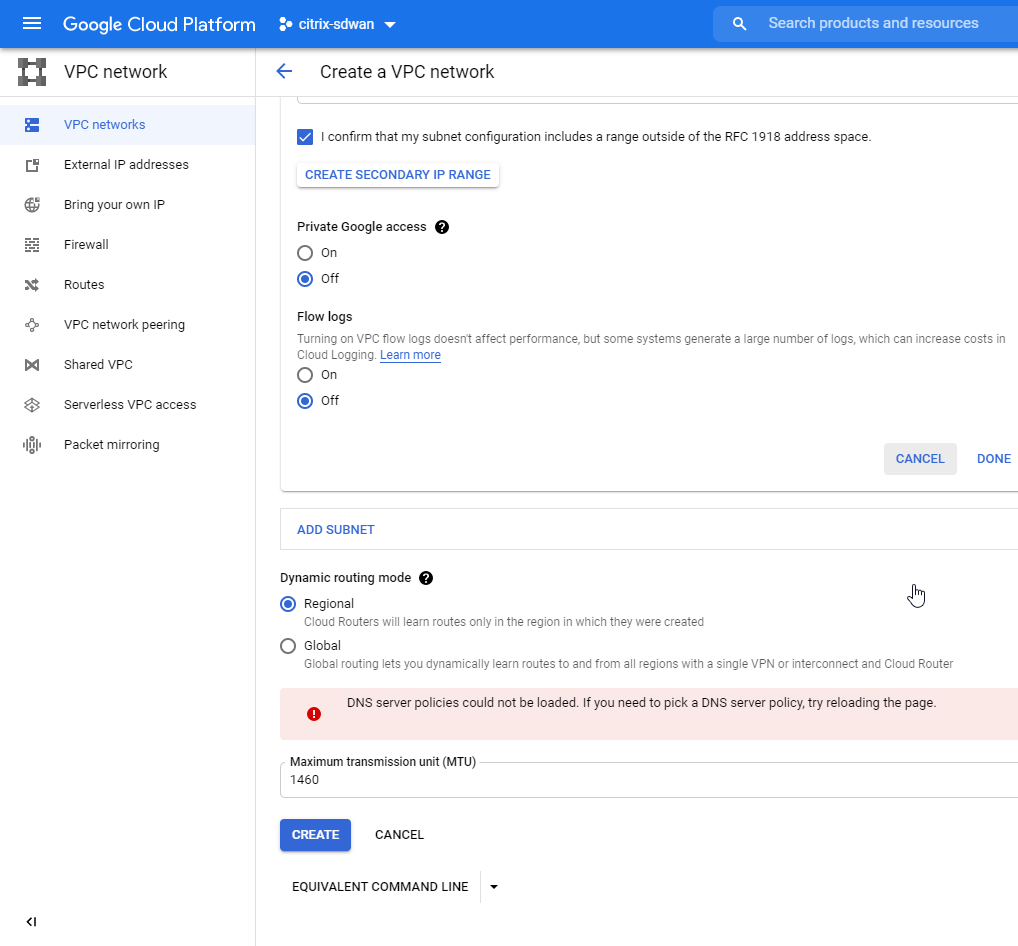 Google Cloud Platform
citrix-sdwan
Search products and resources
VPC network
Create a VPC network
VPC networks
External IP addresses
Bring your own IP
Firewall
Routes
VPC network peering
Shared VPC
Serverless VPC access
Packet mirroring
I confirm that my subnet configuration includes a range outside of the RFC 1918 address space.
CREATE SECONDARY IP RANGE
Private Google access
On
Off
Flow logs
Turning on VPC flow logs doesn't affect performance, but some systems generate a large number of logs, which can increase costs in
Cloud Logging. Learn more
On
Off
CANCEL DONE
ADD SUBNET
Dynamic routing mode
Regional
Cloud Routers will learn routes only in the region in which they were created
Global
Global routing lets you dynamically learn routes to and from all regions with a single VPN or interconnect and Cloud Router
DNS server policies could not be loaded. If you need to pick a DNS server policy, try reloading the page.
Maximum transmission unit (MTU)
1460
CREATE CANCEL
EQUIVALENT COMMAND LINE